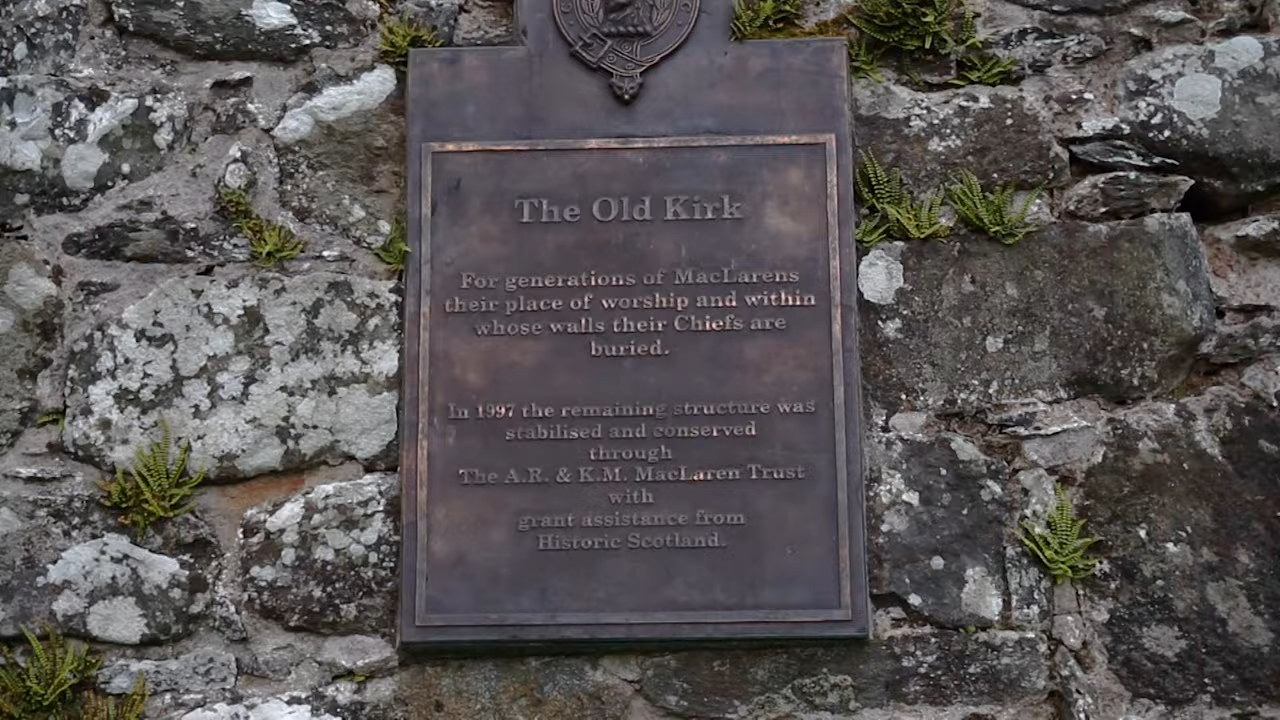 The Old Kirk
For generations of MacLarens
their place of worship and within
whose walls their Chiefs are
buried.
In 1997 the remaining structure was
stabilised and conserved
through
The A.R. & K.M. MacLaren Trust
with
grant assistance from
Historic Scotland.